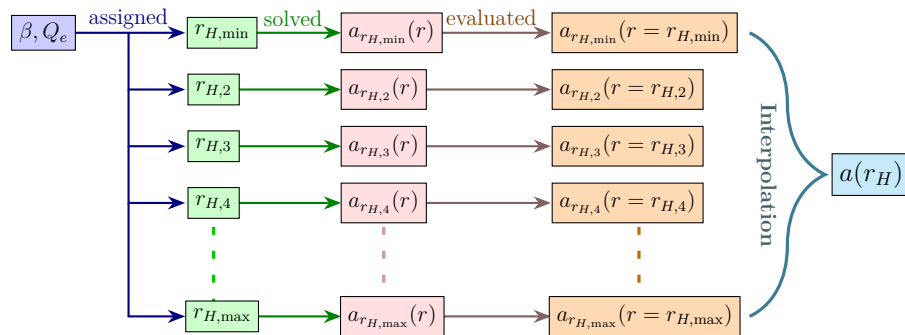 assigned solved evaluated
β, Q_e r_{H,min} a_{r_{H,min}}(r) a_{r_{H,min}}(r = r_{H,min})
r_{H,2} a_{r_{H,2}}(r) a_{r_{H,2}}(r = r_{H,2})
r_{H,3} a_{r_{H,3}}(r) a_{r_{H,3}}(r = r_{H,3})
Interpolation
a(r_H)
r_{H,4} a_{r_{H,4}}(r) a_{r_{H,4}}(r = r_{H,4})
r_{H,max} a_{r_{H,max}}(r) a_{r_{H,max}}(r = r_{H,max})